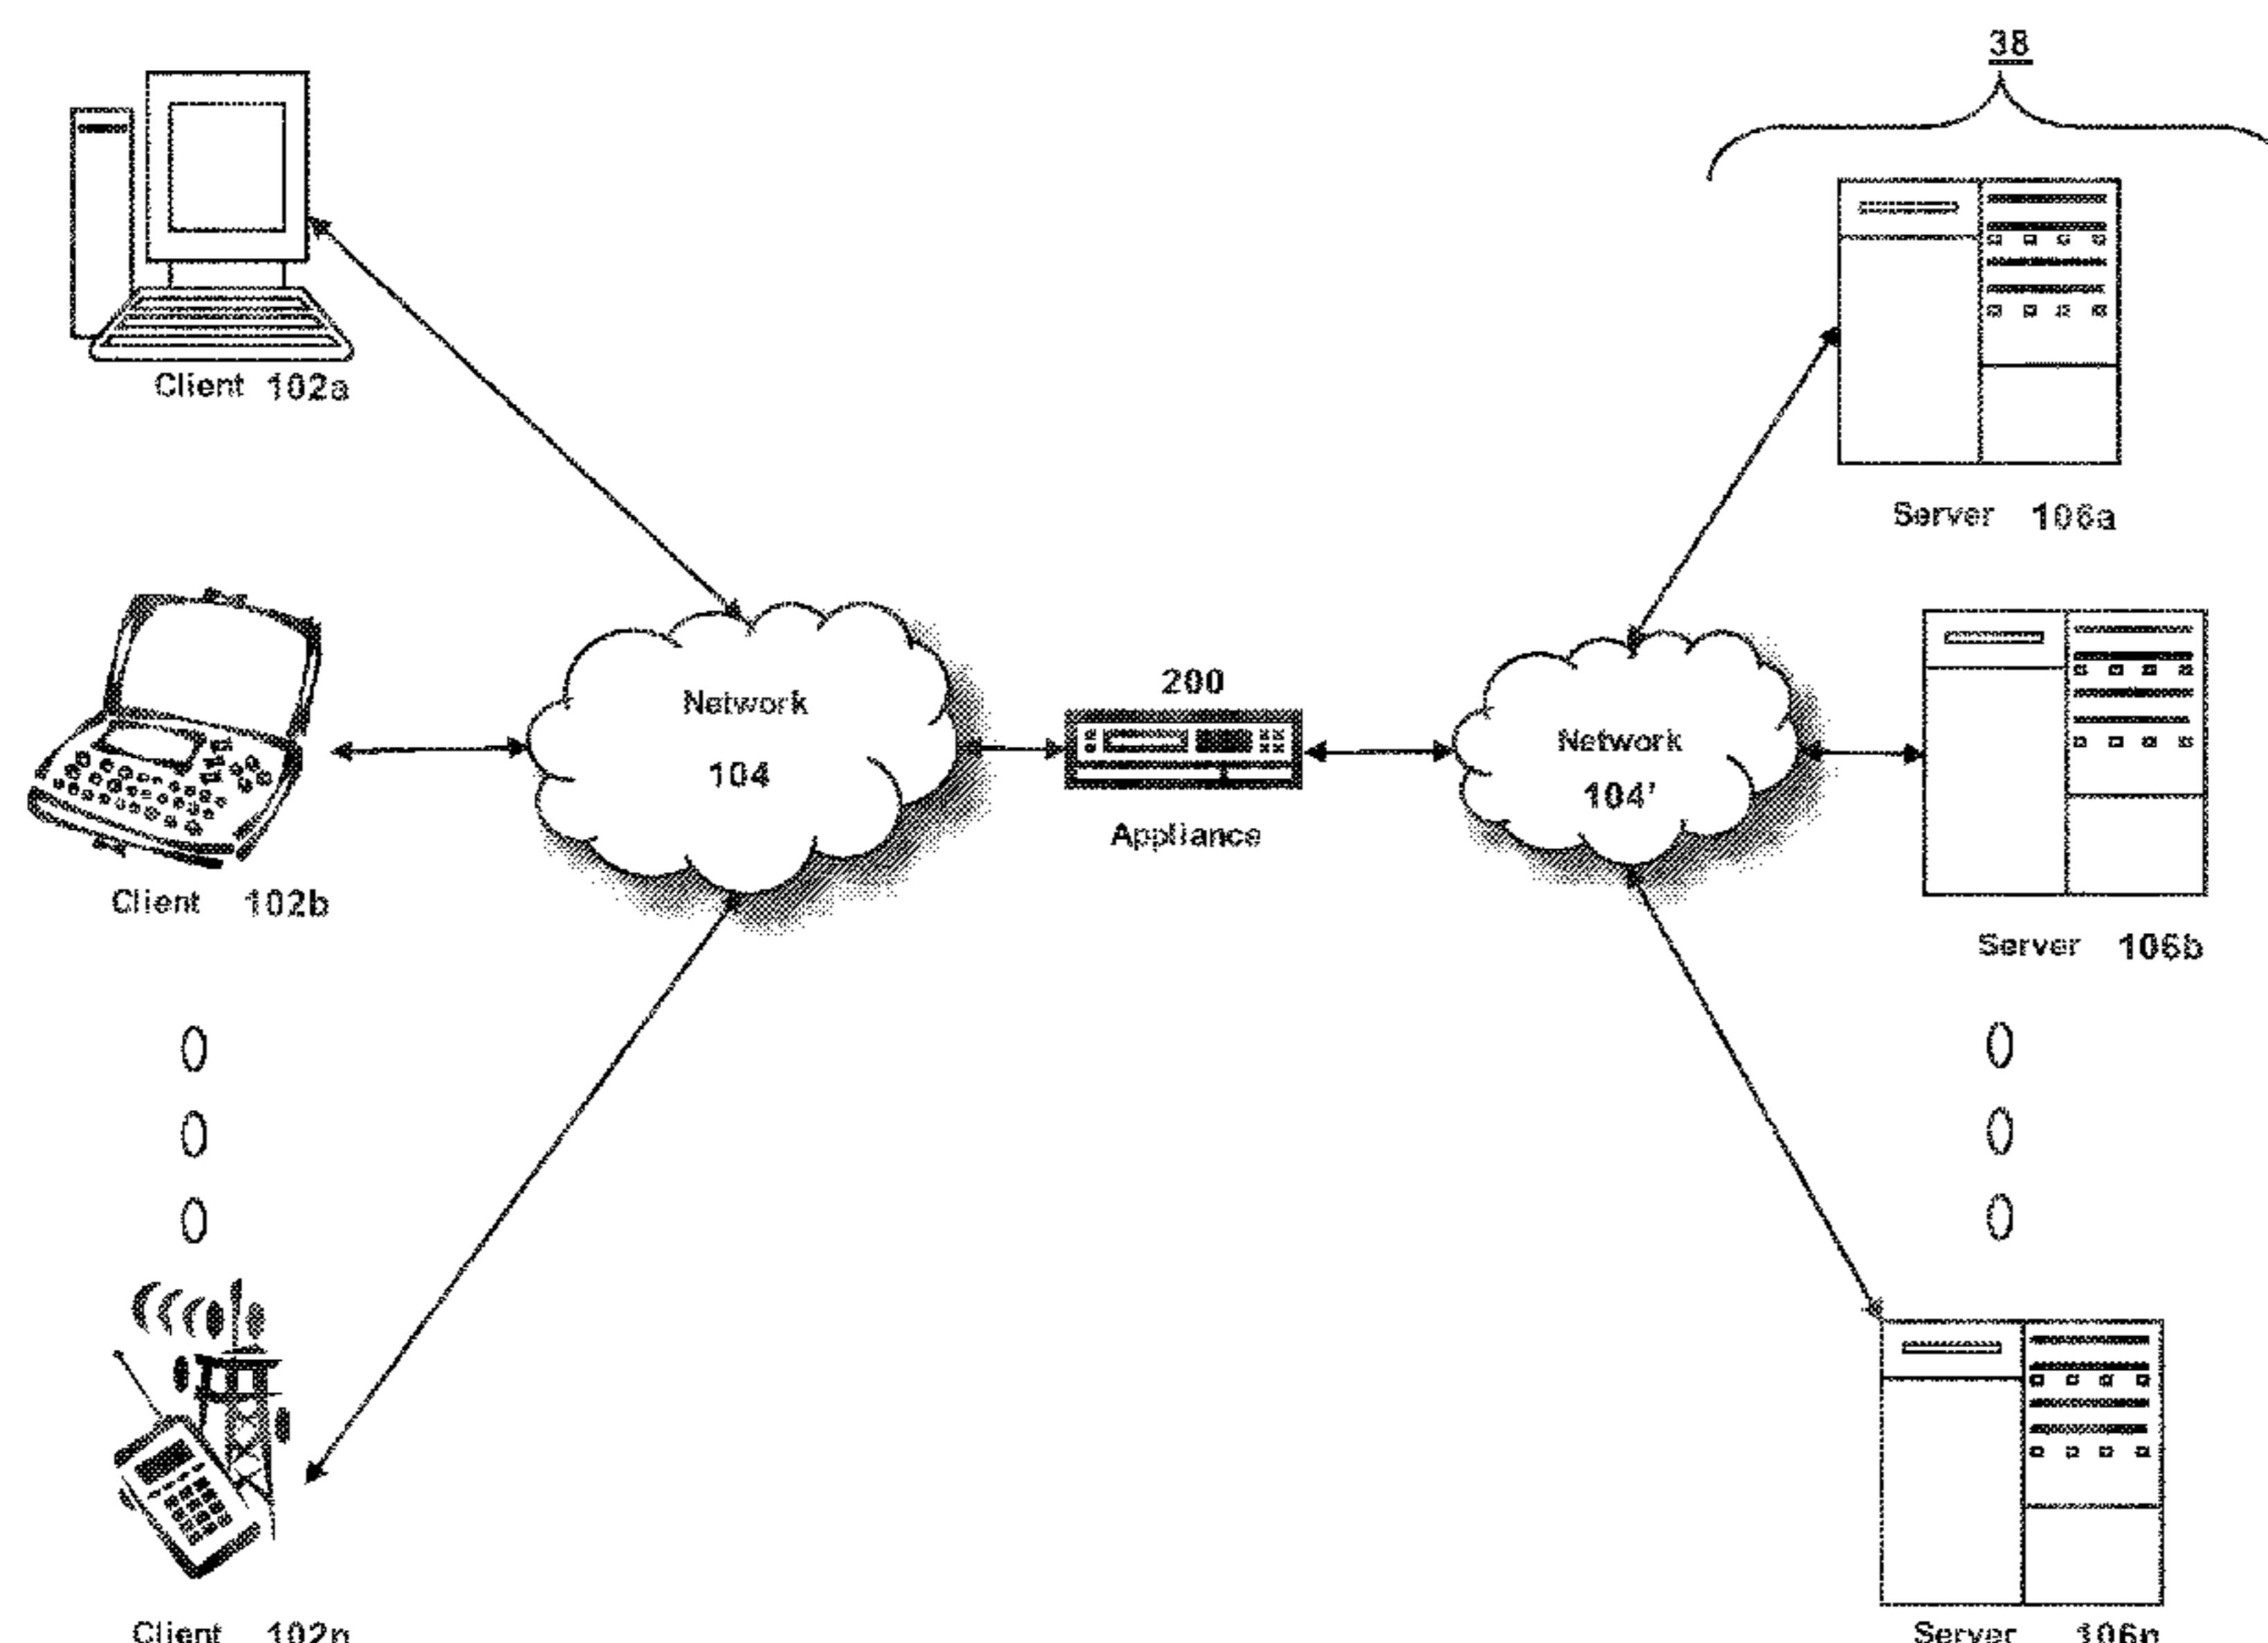 38
Client 102a
Server 106a
Network
104
200
Appliance
Network
104'
Client 102b
Server 106b
Client 102n
Server 106n